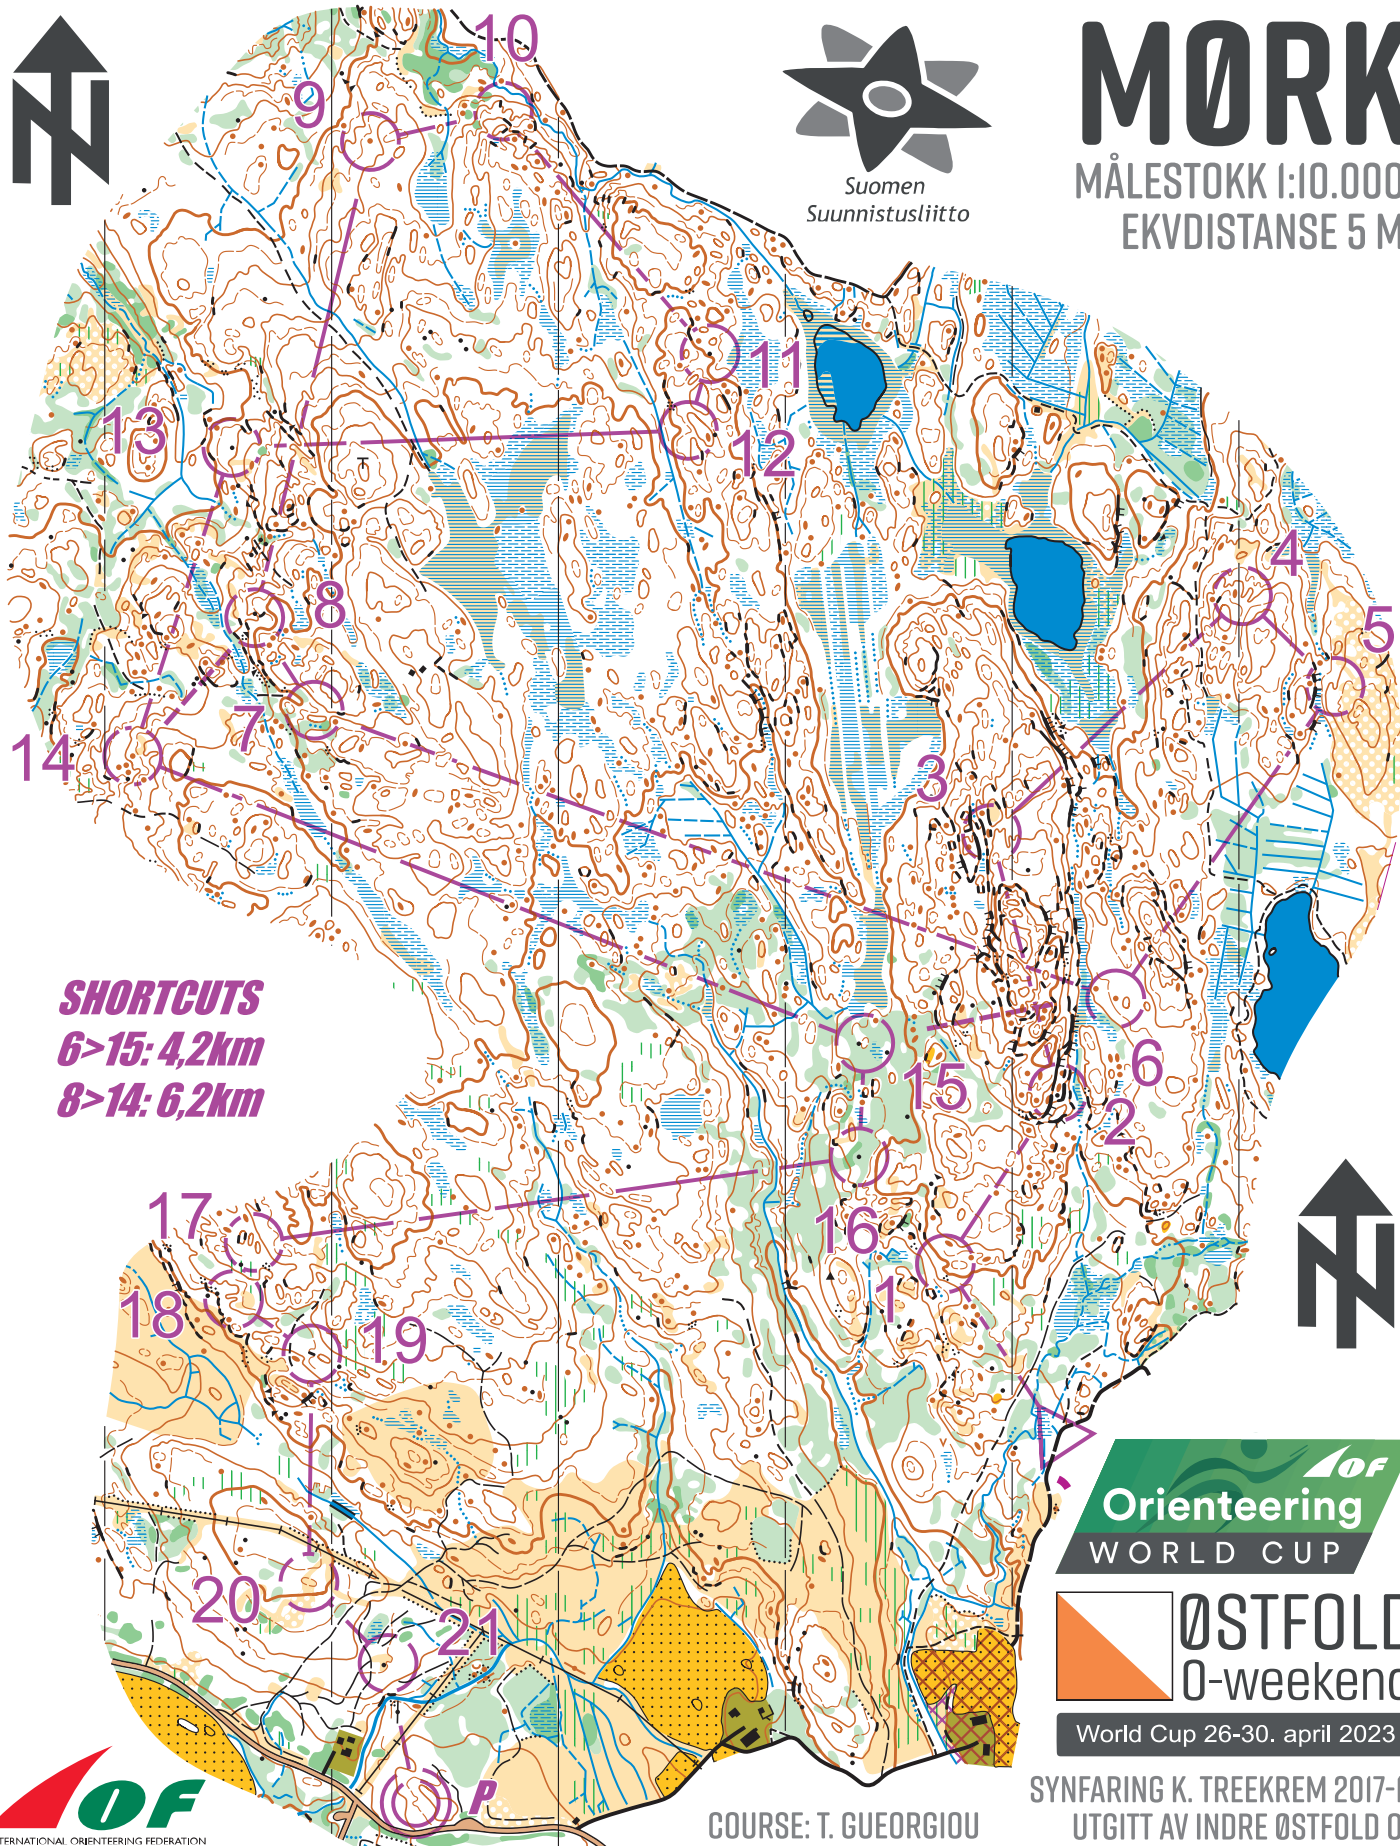 MØRK
MÅLESTOKK 1:10.000
EKVDISTANSE 5 M
Suomen
Suunnistusliitto
N
10
9
11
12
13
4
5
8
7
14
3
SHORTCUTS
6>15: 4,2km
8>14: 6,2km
15
6
2
16
17
1
18
19
N
IOF
Orienteering
WORLD CUP
20
21
ØSTFOLD
O-weekend
World Cup 26-30. april 2023
P
IOF
INTERNATIONAL ORIENTEERING FEDERATION
COURSE: T. GUEORGIOU
SYNFARING K. TREEKREM 2017-
UTGITT AV INDRE ØSTFOLD O